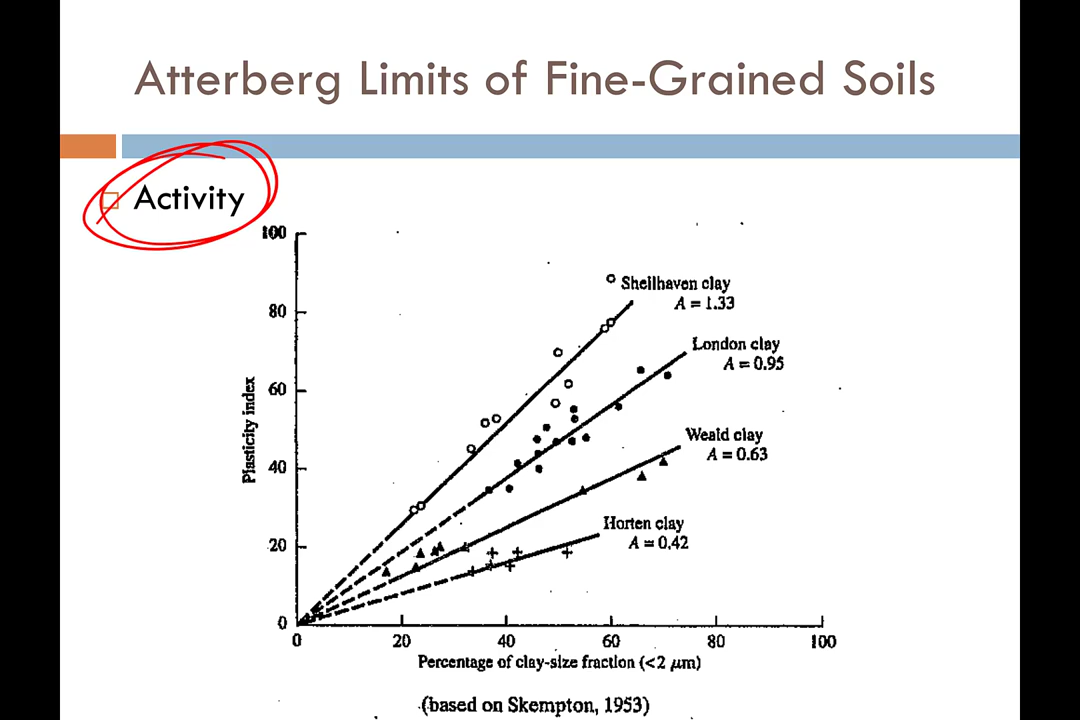 Atterberg Limits of Fine-Grained Soils
Activity
100
80
60
40
20
0
Plasticity index
Shellhaven clay
A = 1.33
London clay
A = 0.95
Weald clay
A = 0.63
Horten clay
A = 0.42
0 20 40 60 80 100
Percentage of clay-size fraction (<2 μm)
(based on Skempton, 1953)